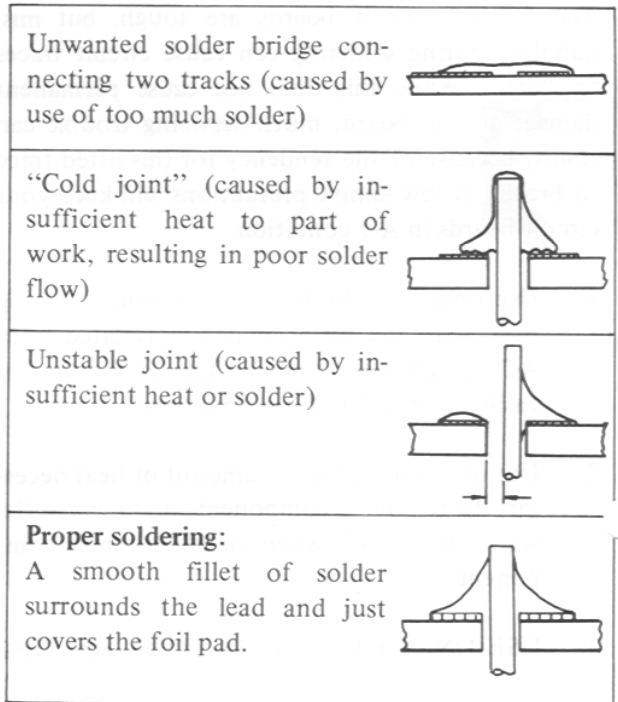 Unwanted solder bridge con-
necting two tracks (caused by
use of too much solder)
“Cold joint” (caused by in-
sufficient heat to part of
work, resulting in poor solder
flow)
Unstable joint (caused by in-
sufficient heat or solder)
Proper soldering:
A smooth fillet of solder
surrounds the lead and just
covers the foil pad.